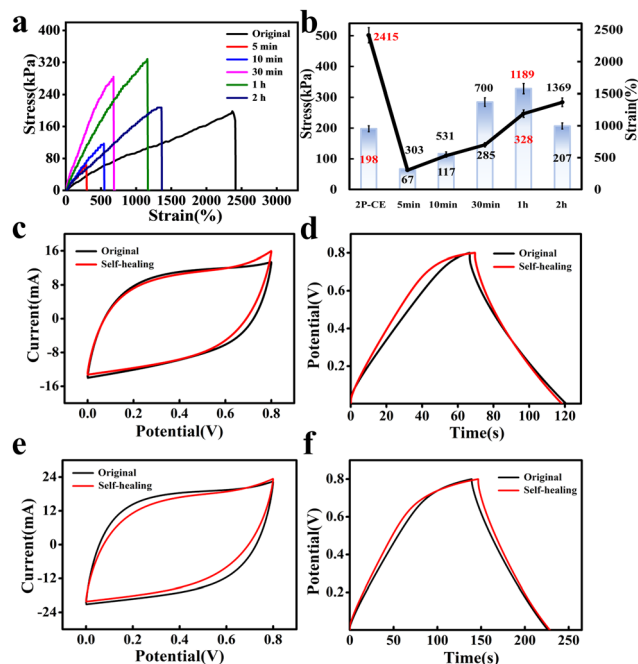 a
Stress(kPa)
400
320
240
160
80
0
Original
5 min
10 min
30 min
1 h
2 h
0 500 1000 1500 2000 2500 3000
Strain(%)
b
Stress(kPa)
500
400
300
200
100
0
2415
303
531
700
1189
1369
198
67
117
285
328
207
2P-CE 5min 10min 30min 1h 2h
2500
2000
1500
1000
500
0
Strain(%)
c
Current(mA)
16
8
0
-8
-16
Original
Self-healing
0.0 0.2 0.4 0.6 0.8
Potential(V)
d
Potential(V)
0.8
0.6
0.4
0.2
Original
Self-healing
0 20 40 60 80 100 120
Time(s)
e
Current(mA)
24
12
0
-12
-24
Original
Self-healing
0.0 0.2 0.4 0.6 0.8
Potential(V)
f
Potential(V)
0.8
0.6
0.4
0.2
Original
Self-healing
0 50 100 150 200 250
Time(s)